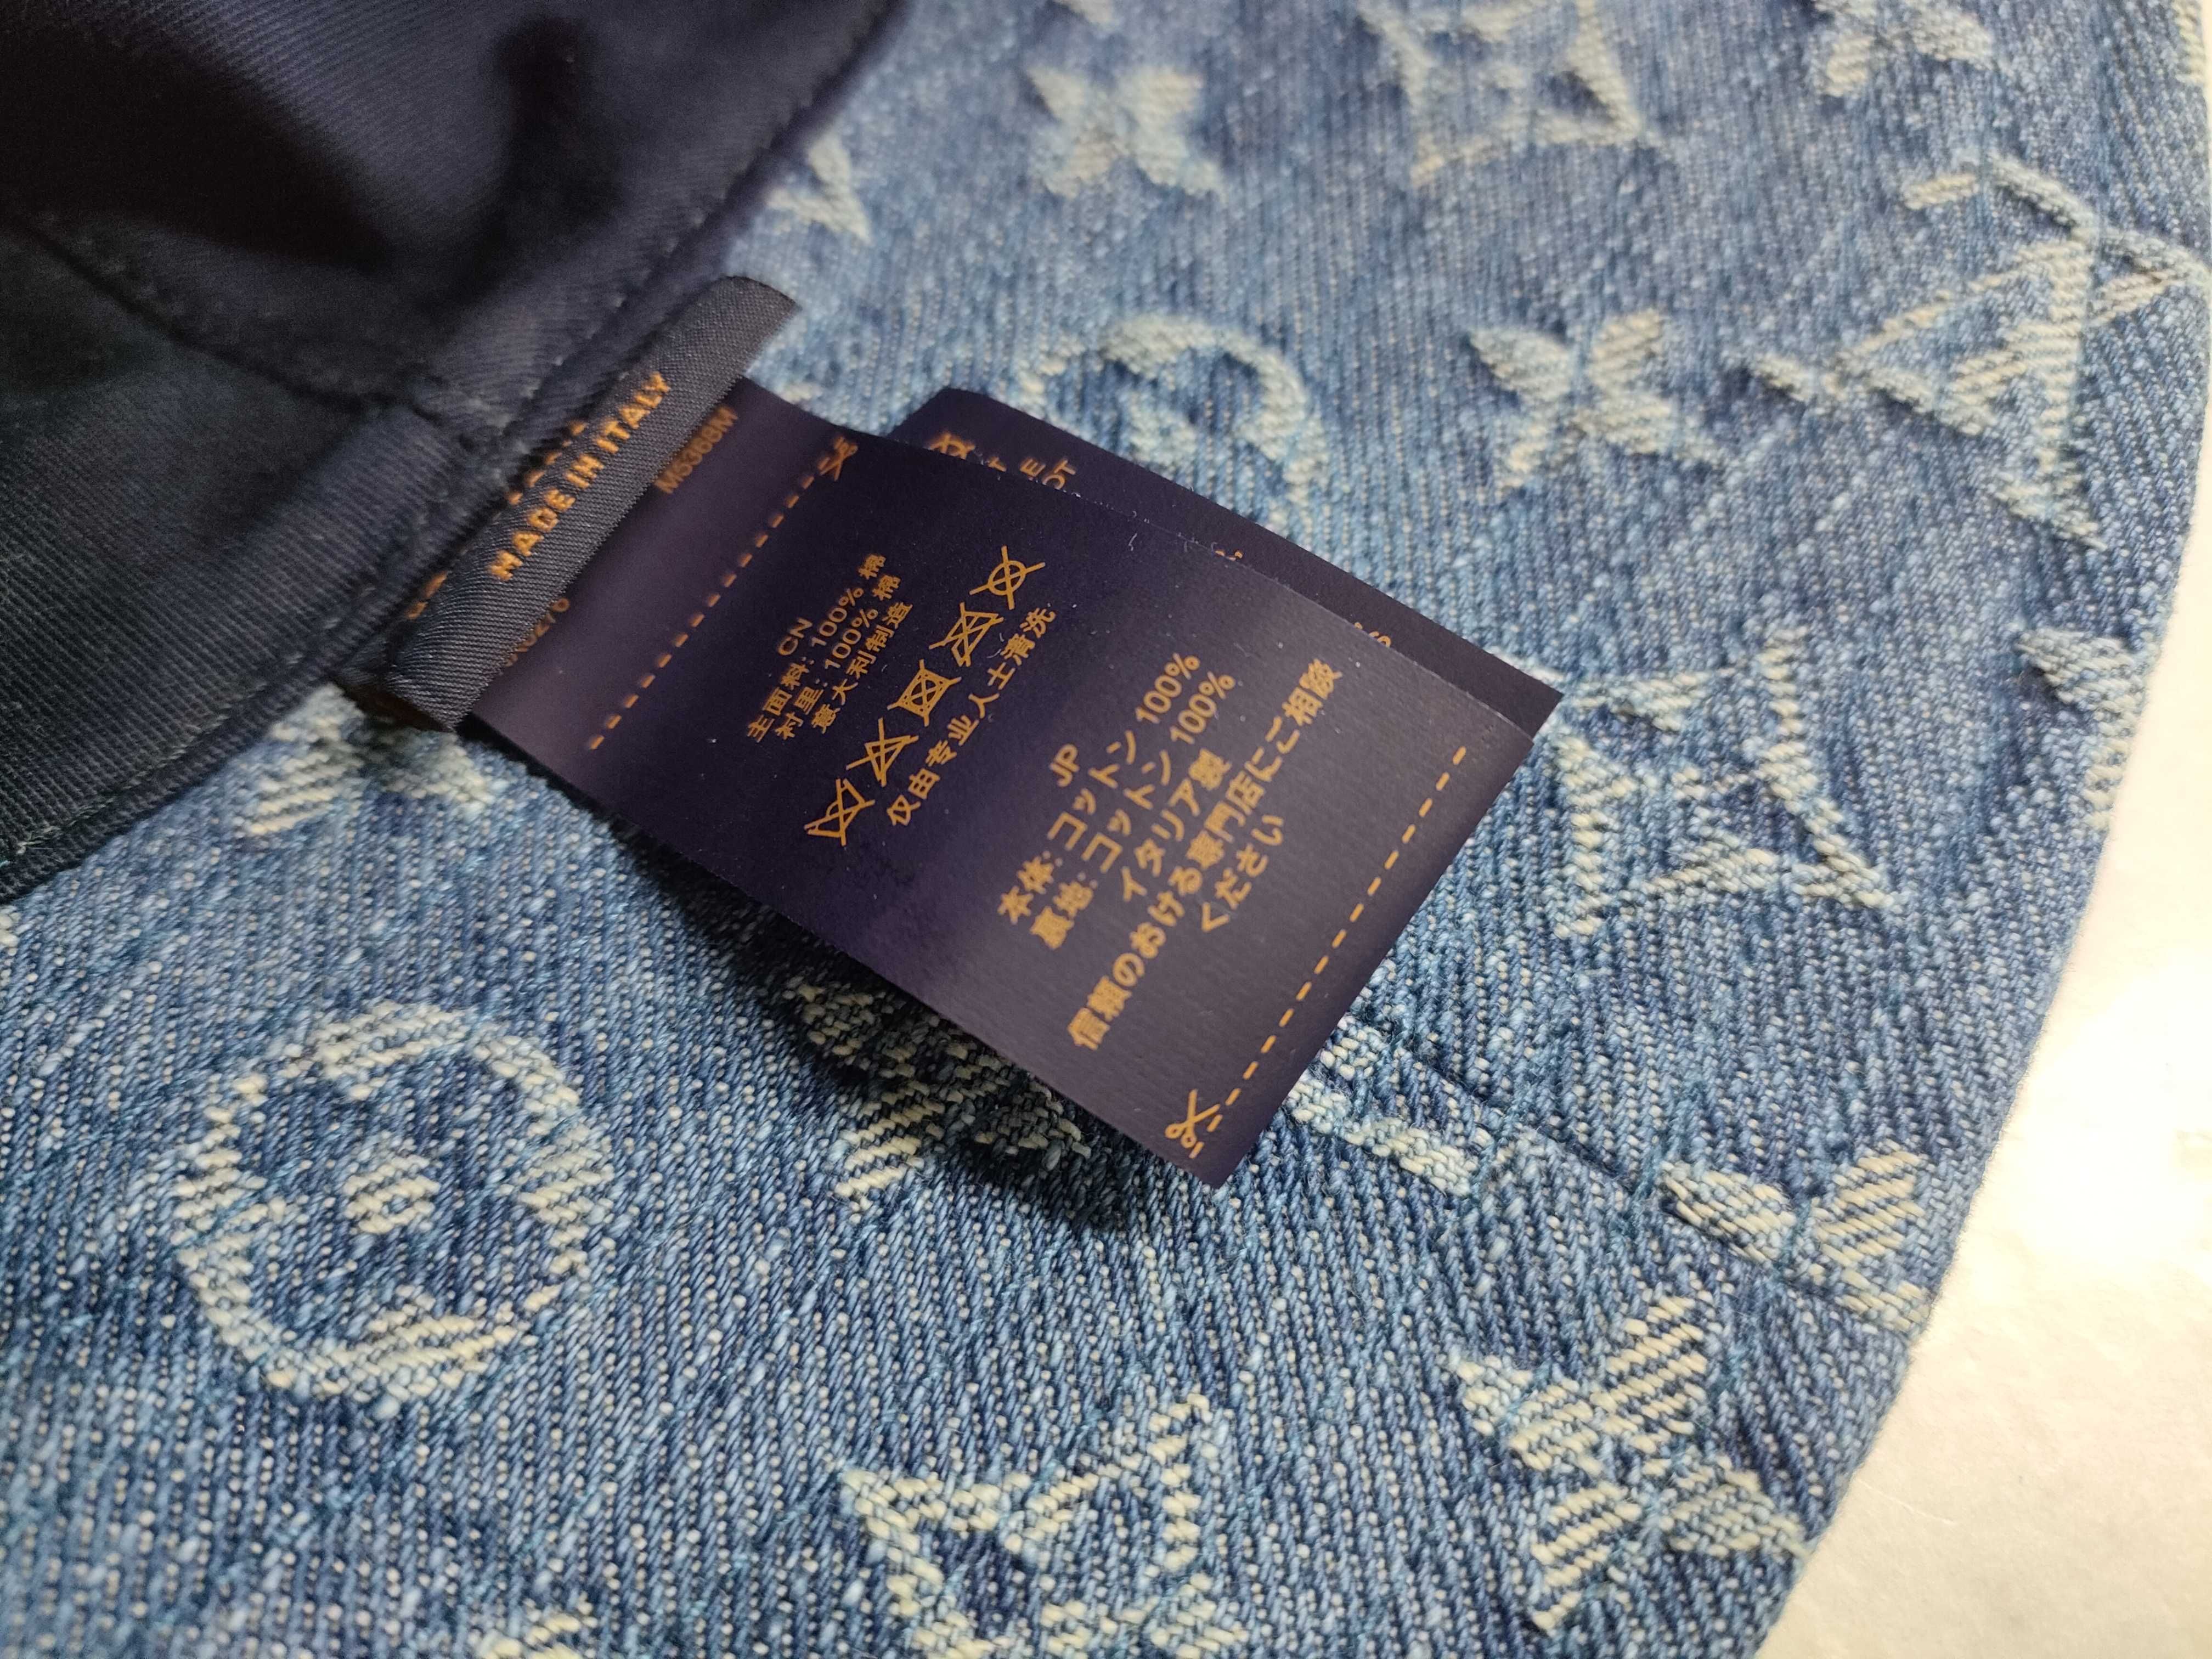 MADE IN ITALY
CN
主面料: 100% 棉
衬里: 100% 棉
意大利制造
仅由专业人士清洗
JP
本体: コットン 100%
裏地: コットン 100%
イタリア製
信頼のおける専門店にご相談
ください